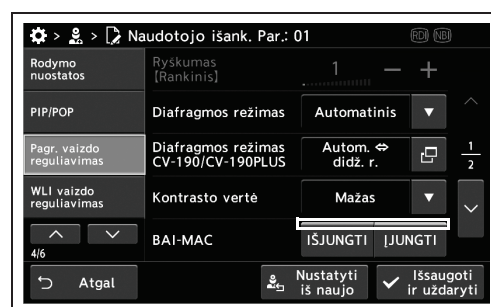 > > Naudotojo išank. Par.: 01 RDI NBI
Rodymo
nuostatos
PIP/POP
Pagr. vaizdo
reguliavimas
WLI vaizdo
reguliavimas
4/6
Ryškumas
[Rankinis]
1 − +
Diafragmos režimas
Automatinis
Diafragmos režimas
CV-190/CV-190PLUS
Autom. ⇔
didž. r.
Kontrasto vertė
Mažas
BAI-MAC
IŠJUNGTI ĮJUNGTI
1
2
Atgal
Nustatyti
iš naujo
Išsaugoti
ir uždaryti